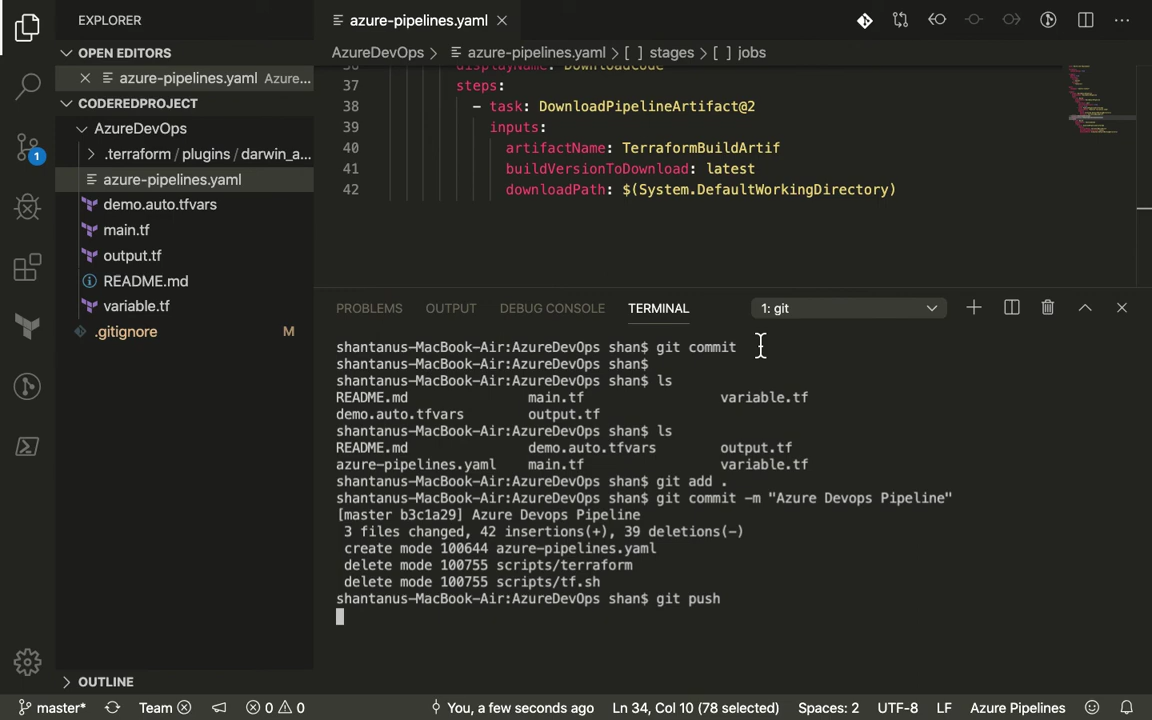 EXPLORER
azure-pipelines.yaml
OPEN EDITORS
azure-pipelines.yaml Azure...
CODEREDPROJECT
AzureDevOps
.terraform / plugins / darwin_a...
azure-pipelines.yaml
demo.auto.tfvars
main.tf
output.tf
README.md
variable.tf
.gitignore M
1
OUTLINE
AzureDevOps > azure-pipelines.yaml > [ ] stages > [ ] jobs
36 displayName: DownloadCode
37 steps:
38 - task: DownloadPipelineArtifact@2
39 inputs:
40 artifactName: TerraformBuildArtif
41 buildVersionToDownload: latest
42 downloadPath: $(System.DefaultWorkingDirectory)
PROBLEMS OUTPUT DEBUG CONSOLE TERMINAL 1: git
shantanus-MacBook-Air:AzureDevOps shan$ git commit
shantanus-MacBook-Air:AzureDevOps shan$
shantanus-MacBook-Air:AzureDevOps shan$ ls
README.md main.tf variable.tf
demo.auto.tfvars output.tf
shantanus-MacBook-Air:AzureDevOps shan$ ls
README.md demo.auto.tfvars output.tf
azure-pipelines.yaml main.tf variable.tf
shantanus-MacBook-Air:AzureDevOps shan$ git add .
shantanus-MacBook-Air:AzureDevOps shan$ git commit -m "Azure Devops Pipeline"
[master b3c1a29] Azure Devops Pipeline
3 files changed, 42 insertions(+), 39 deletions(-)
create mode 100644 azure-pipelines.yaml
delete mode 100755 scripts/terraform
delete mode 100755 scripts/tf.sh
shantanus-MacBook-Air:AzureDevOps shan$ git push
master* Team 0 0 You, a few seconds ago Ln 34, Col 10 (78 selected) Spaces: 2 UTF-8 LF Azure Pipelines